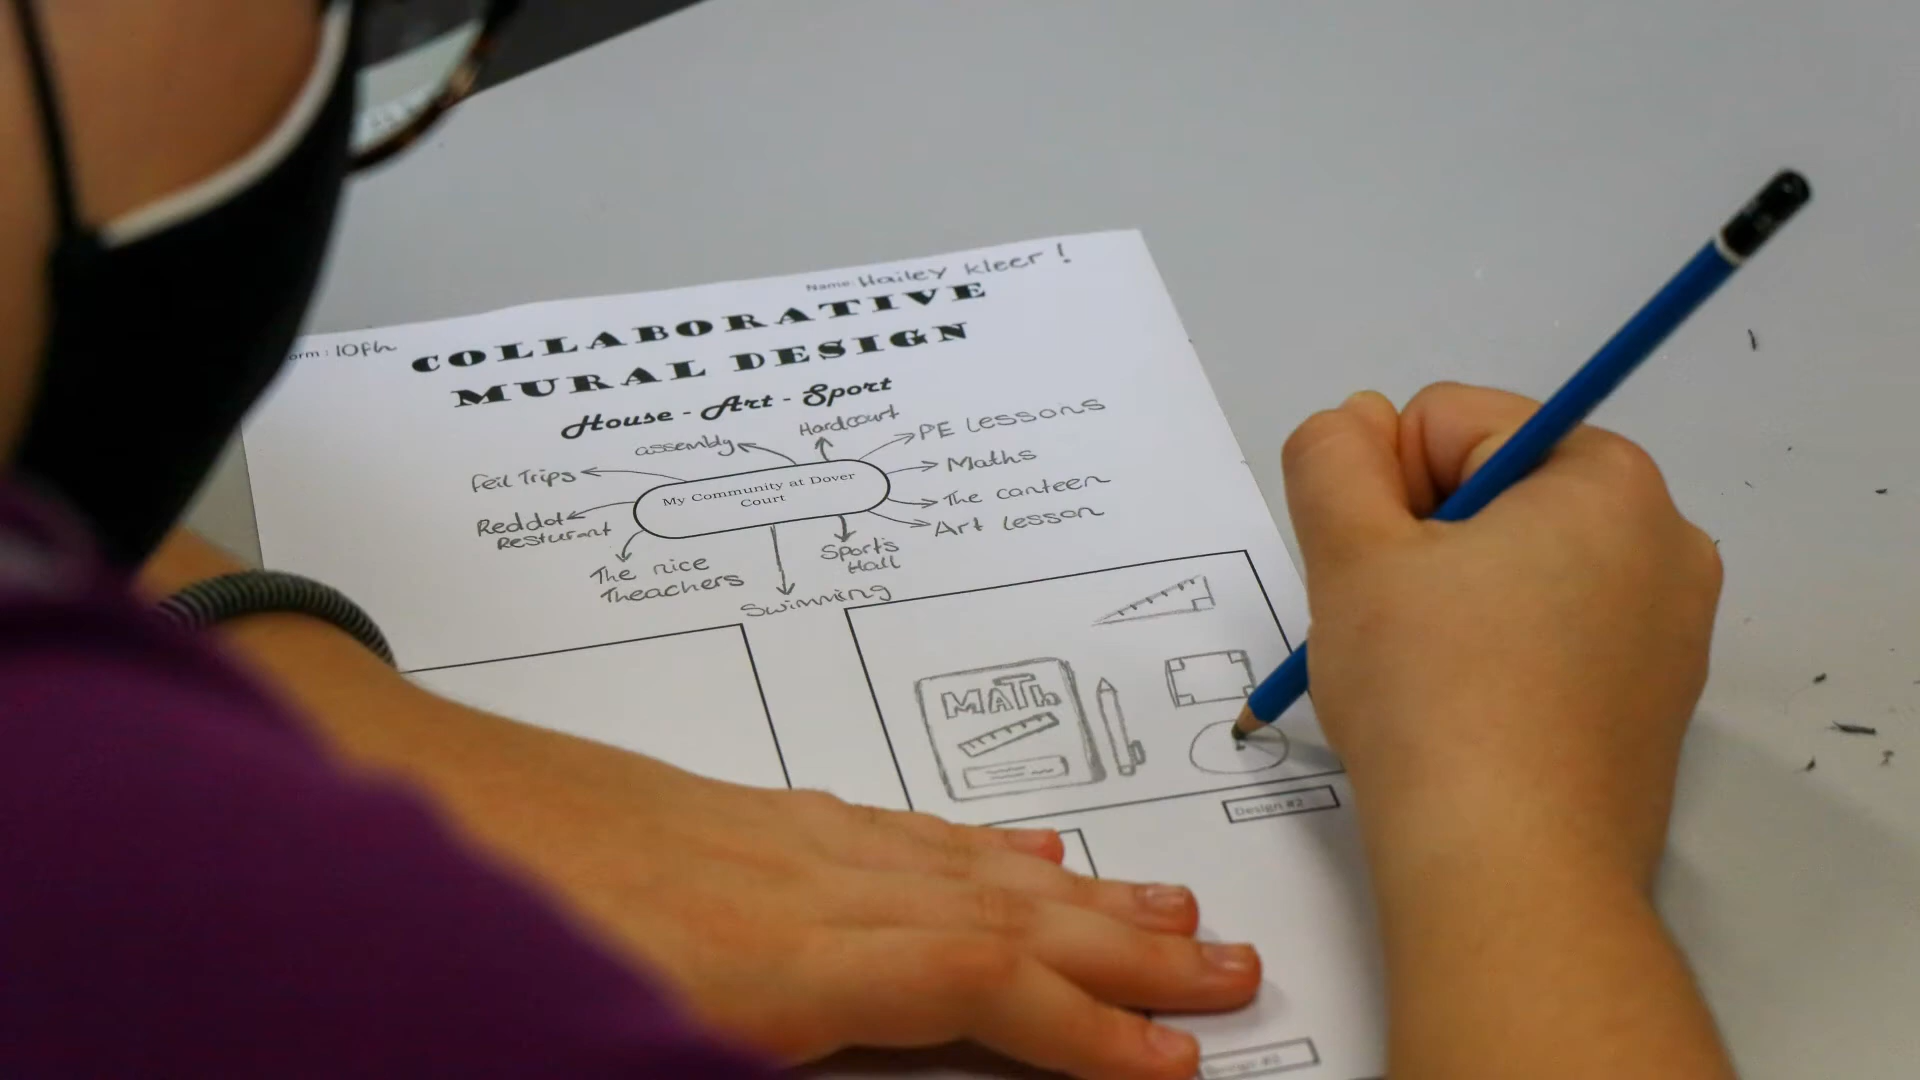 Name: Hailey kleer !
orm : 10Fh
COLLABORATIVE
MURAL DESIGN
House - Art - Sport
assembly
Hardcourt
PE Lessons
Feil Trips
Maths
My Community at Dover
Court
The canteen
Reddot
Resturant
Art Lesson
The nice
Theachers
Sports
Hall
Swimming
MATh
Design #2